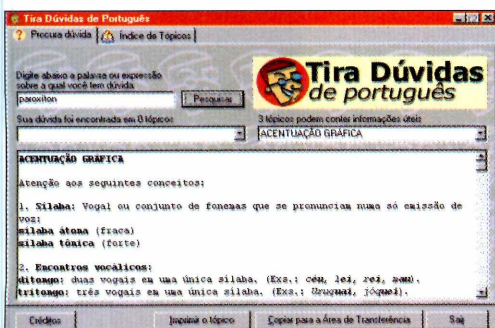 Tira Dúvidas de Português
Procura dúvida
Índice de Tópicos
Digite abaixo a palavra ou expressão
sobre a qual você tem dúvida
Pesquisar
Tira Dúvidas
de português
Sua dúvida foi encontrada em 0 tópicos
3 tópicos podem conter informações úteis
ACENTUAÇÃO GRÁFICA
ACENTUAÇÃO GRÁFICA
Atenção aos seguintes conceitos:
1. Sílaba: Vogal ou conjunto de fonemas que se pronunciam numa só emissão de
voz:
sílaba átona (fraca)
sílaba tônica (forte)
2. Encontros vocálicos:
ditongo: duas vogais em uma única sílaba. (Exs.: céu, lei, rei,
tritongo: três vogais em uma única sílaba. (Exs.: Uruguai, jóquei).
Créditos
Imprimir o tópico
Copiar para a Área de Transferência
Sair